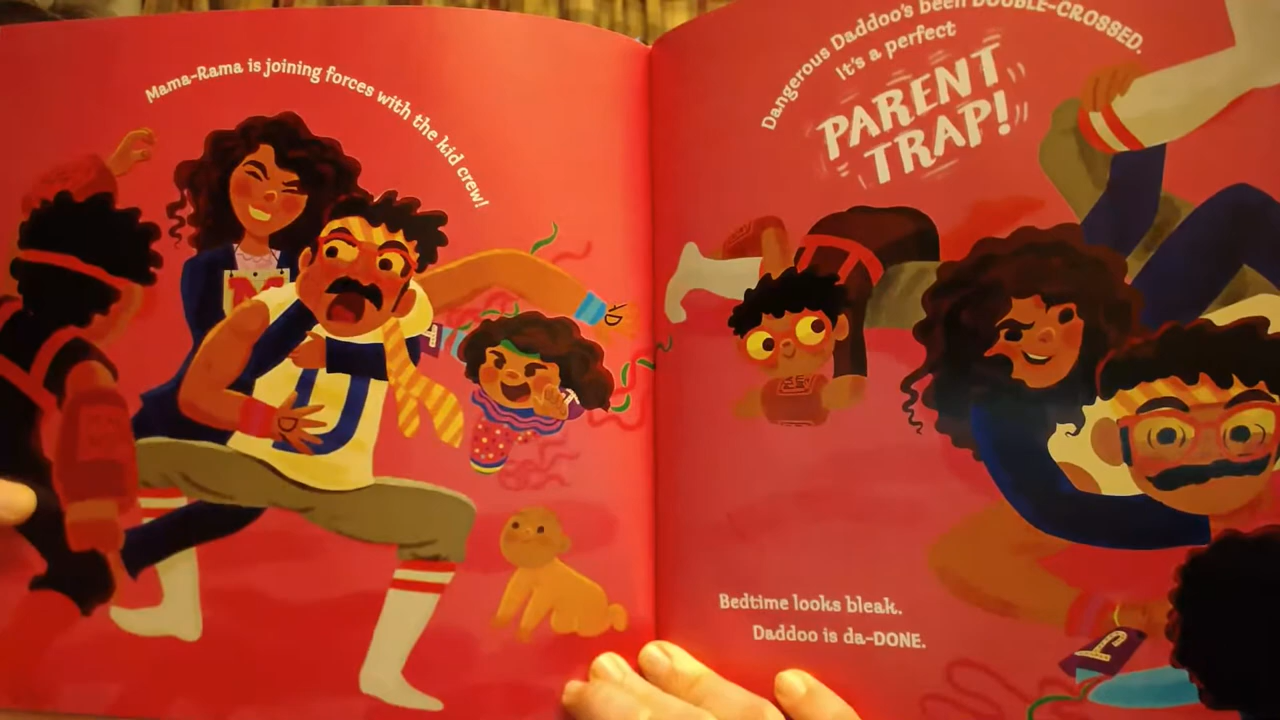 Mama-Rama is joining forces with the kid crew!
M
D
Dangerous Daddoo's been DOUBLE-CROSSED.
It's a perfect
PARENT
TRAP!
Bedtime looks bleak.
Daddoo is da-DONE.